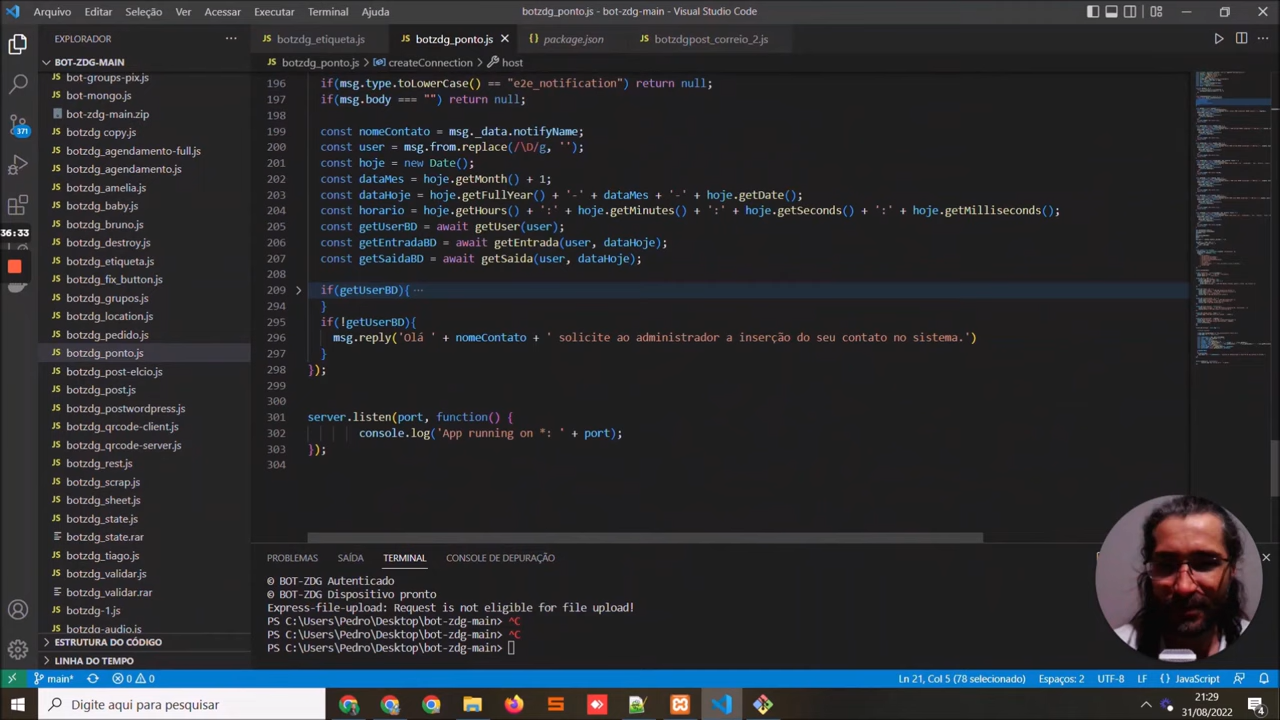 Arquivo Editar Seleção Ver Acessar Executar Terminal Ajuda botzdg_ponto.js - bot-zdg-main - Visual Studio Code
EXPLORADOR ... botzdg_etiqueta.js botzdg_ponto.js package.json botzdgpost_correio_2.js
BOT-ZDG-MAIN botzdg_ponto.js > createConnection > host
bot-groups-pix.js
bot-mongo.js
bot-zdg-main.zip
botzdg copy.js
botzdg_agendamento-full.js
botzdg_agendamento.js
botzdg_amelia.js
botzdg_baby.js
botzdg_bruno.js
botzdg_destroy.js
botzdg_etiqueta.js
botzdg_fix_button.js
botzdg_grupos.js
botzdg_location.js
botzdg_pedido.js
botzdg_ponto.js
botzdg_post-elcio.js
botzdg_post.js
botzdg_postwordpress.js
botzdg_qrcode-client.js
botzdg_qrcode-server.js
botzdg_rest.js
botzdg_scrap.js
botzdg_sheet.js
botzdg_state.js
botzdg_state.rar
botzdg_tiago.js
botzdg_validar.js
botzdg_validar.rar
botzdg-1.js
botzdg-audio.js
ESTRUTURA DO CÓDIGO
LINHA DO TEMPO
371
36:33
196 if(msg.type.toLowerCase() == "e2e_notification") return null;
197 if(msg.body === "") return null;
198
199 const nomeContato = msg._data.notifyName;
200 const user = msg.from.replace(/\D/g, '');
201 const hoje = new Date();
202 const dataMes = hoje.getMonth() + 1;
203 const dataHoje = hoje.getFullYear() + '-' + dataMes + '-' + hoje.getDate();
204 const horario = hoje.getHours() + ':' + hoje.getMinutes() + ':' + hoje.getSeconds() + ':' + hoje.getMilliseconds();
205 const getUserBD = await getUser(user);
206 const getEntradaBD = await getEntrada(user, dataHoje);
207 const getSaidaBD = await getSaida(user, dataHoje);
208
209 if(getUserBD){ ...
294 }
295 if(!getUserBD){
296 msg.reply('Olá ' + nomeContato + ' solicite ao administrador a inserção do seu contato no sistema.')
297 }
298 });
299
300
301 server.listen(port, function() {
302 console.log('App running on *: ' + port);
303 });
304
PROBLEMAS SAÍDA TERMINAL CONSOLE DE DEPURAÇÃO
© BOT-ZDG Autenticado
© BOT-ZDG Dispositivo pronto
Express-file-upload: Request is not eligible for file upload!
PS C:\Users\Pedro\Desktop\bot-zdg-main> ^C
PS C:\Users\Pedro\Desktop\bot-zdg-main> ^C
PS C:\Users\Pedro\Desktop\bot-zdg-main>
main* 0 0 Ln 21, Col 5 (78 selecionado) Espaços: 2 UTF-8 LF JavaScript
Digite aqui para pesquisar
21:29
31/08/2022
4